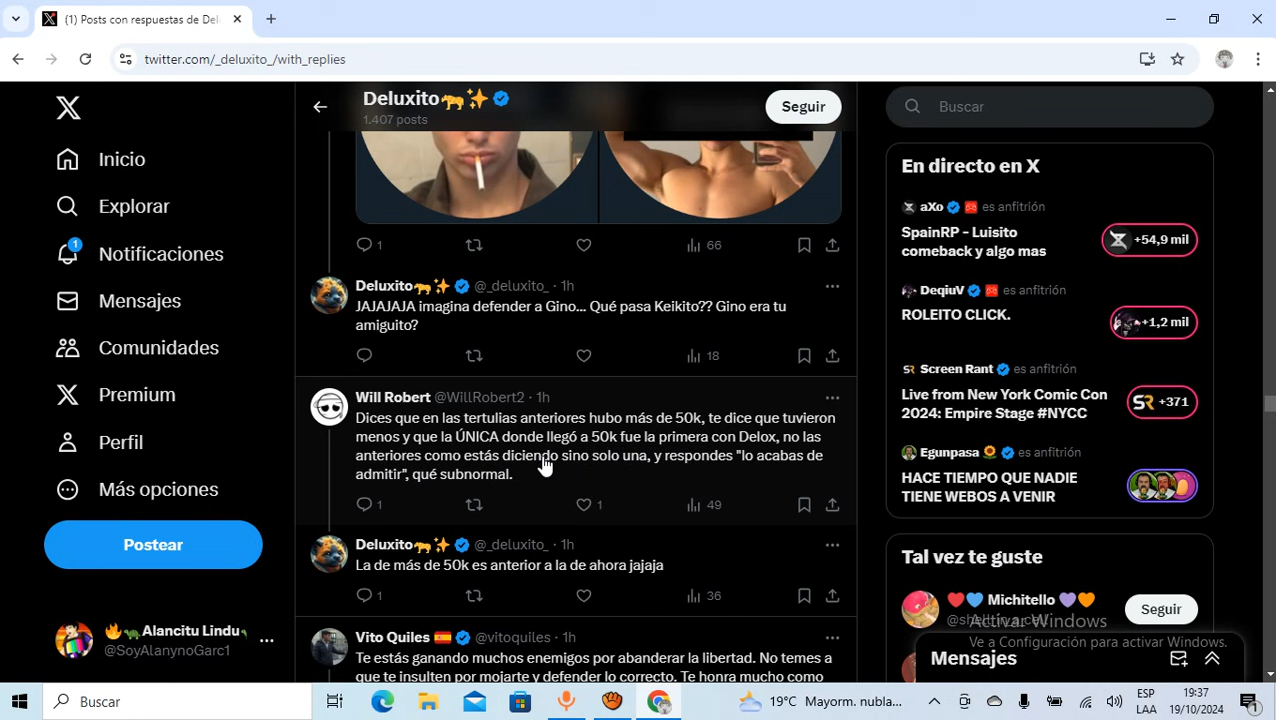 (1) Posts con respuestas de Del
twitter.com/_deluxito_/with_replies
X
Inicio
Explorar
1
Notificaciones
Mensajes
Comunidades
Premium
Perfil
Más opciones
Postear
🔥🐢Alancitu Lindu
@SoyAlanynoGarc1
Deluxito🐆✨
1.407 posts
Seguir
1
66
Deluxito🐆✨ @_deluxito_ · 1h
JAJAJAJA imagina defender a Gino... Qué pasa Keikito?? Gino era tu
amiguito?
18
Will Robert @WillRobert2 · 1h
Dices que en las tertulias anteriores hubo más de 50k, te dice que tuvieron
menos y que la ÚNICA donde llegó a 50k fue la primera con Delox, no las
anteriores como estás diciendo sino solo una, y respondes "lo acabas de
admitir", qué subnormal.
1
1
49
Deluxito🐆✨ @_deluxito_ · 1h
La de más de 50k es anterior a la de ahora jajaja
1
36
Vito Quiles 🇪🇸 @vitoquiles · 1h
Te estás ganando muchos enemigos por abanderar la libertad. No temes a
que te insulten por mojarte y defender lo correcto. Te honra mucho como
Buscar
En directo en X
aXo es anfitrión
SpainRP - Luisito
comeback y algo mas
+54,9 mil
DeqiuV es anfitrión
ROLEITO CLICK.
+1,2 mil
Screen Rant es anfitrión
Live from New York Comic Con
2024: Empire Stage #NYCC
+371
Egunpasa 🌻 es anfitrión
HACE TIEMPO QUE NADIE
TIENE WEBOS A VENIR
Tal vez te guste
❤️💙 Michitello 💜🧡
Seguir
Activar Windows
Ve a Configuración para activar Windows.
Mensajes
Buscar
19°C Mayorm. nubla...
ESP
LAA
19:37
19/10/2024
1